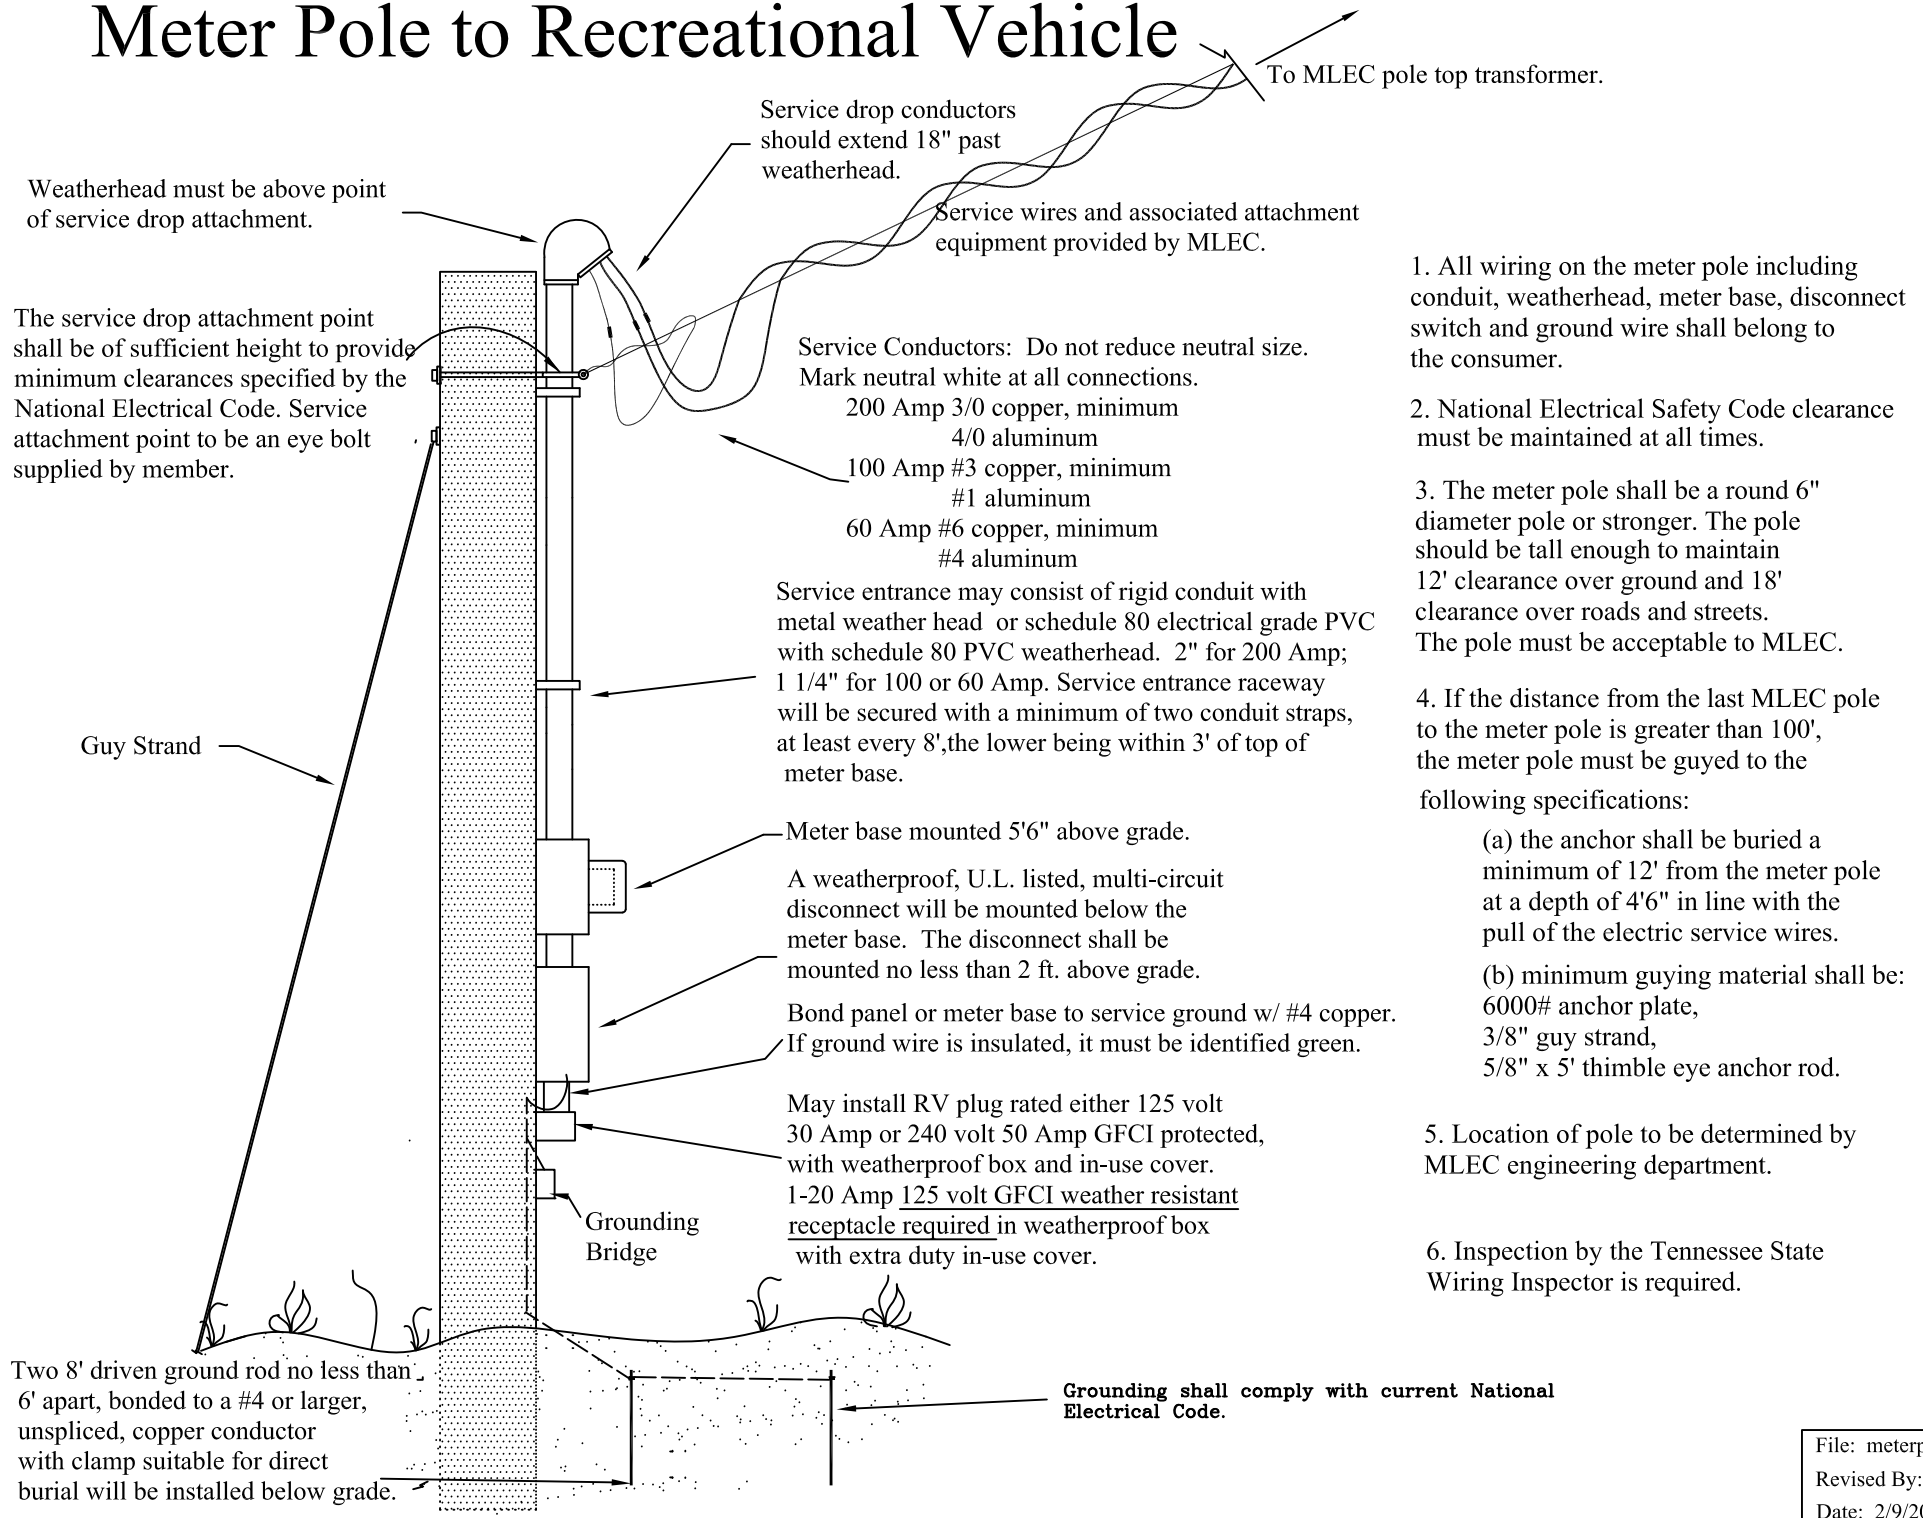 Meter Pole to Recreational Vehicle
To MLEC pole top transformer.
Service drop conductors
should extend 18" past
weatherhead.
Weatherhead must be above point
of service drop attachment.
Service wires and associated attachment
equipment provided by MLEC.
The service drop attachment point
shall be of sufficient height to provide
minimum clearances specified by the
National Electrical Code. Service
attachment point to be an eye bolt
supplied by member.
Service Conductors: Do not reduce neutral size.
Mark neutral white at all connections.
200 Amp 3/0 copper, minimum
4/0 aluminum
100 Amp #3 copper, minimum
#1 aluminum
60 Amp #6 copper, minimum
#4 aluminum
Service entrance may consist of rigid conduit with
metal weather head or schedule 80 electrical grade PVC
with schedule 80 PVC weatherhead. 2" for 200 Amp;
1 1/4" for 100 or 60 Amp. Service entrance raceway
will be secured with a minimum of two conduit straps,
at least every 8',the lower being within 3' of top of
meter base.
Guy Strand
Meter base mounted 5'6" above grade.
A weatherproof, U.L. listed, multi-circuit
disconnect will be mounted below the
meter base. The disconnect shall be
mounted no less than 2 ft. above grade.
Bond panel or meter base to service ground w/ #4 copper.
If ground wire is insulated, it must be identified green.
May install RV plug rated either 125 volt
30 Amp or 240 volt 50 Amp GFCI protected,
with weatherproof box and in-use cover.
1-20 Amp 125 volt GFCI weather resistant
receptacle required in weatherproof box
with extra duty in-use cover.
Grounding
Bridge
Two 8' driven ground rod no less than
6' apart, bonded to a #4 or larger,
unspliced, copper conductor
with clamp suitable for direct
burial will be installed below grade.
Grounding shall comply with current National
Electrical Code.
1. All wiring on the meter pole including
conduit, weatherhead, meter base, disconnect
switch and ground wire shall belong to
the consumer.
2. National Electrical Safety Code clearance
must be maintained at all times.
3. The meter pole shall be a round 6"
diameter pole or stronger. The pole
should be tall enough to maintain
12' clearance over ground and 18'
clearance over roads and streets.
The pole must be acceptable to MLEC.
4. If the distance from the last MLEC pole
to the meter pole is greater than 100',
the meter pole must be guyed to the
following specifications:
(a) the anchor shall be buried a
minimum of 12' from the meter pole
at a depth of 4'6" in line with the
pull of the electric service wires.
(b) minimum guying material shall be:
6000# anchor plate,
3/8" guy strand,
5/8" x 5' thimble eye anchor rod.
5. Location of pole to be determined by
MLEC engineering department.
6. Inspection by the Tennessee State
Wiring Inspector is required.
File:
Revised By:
Date: